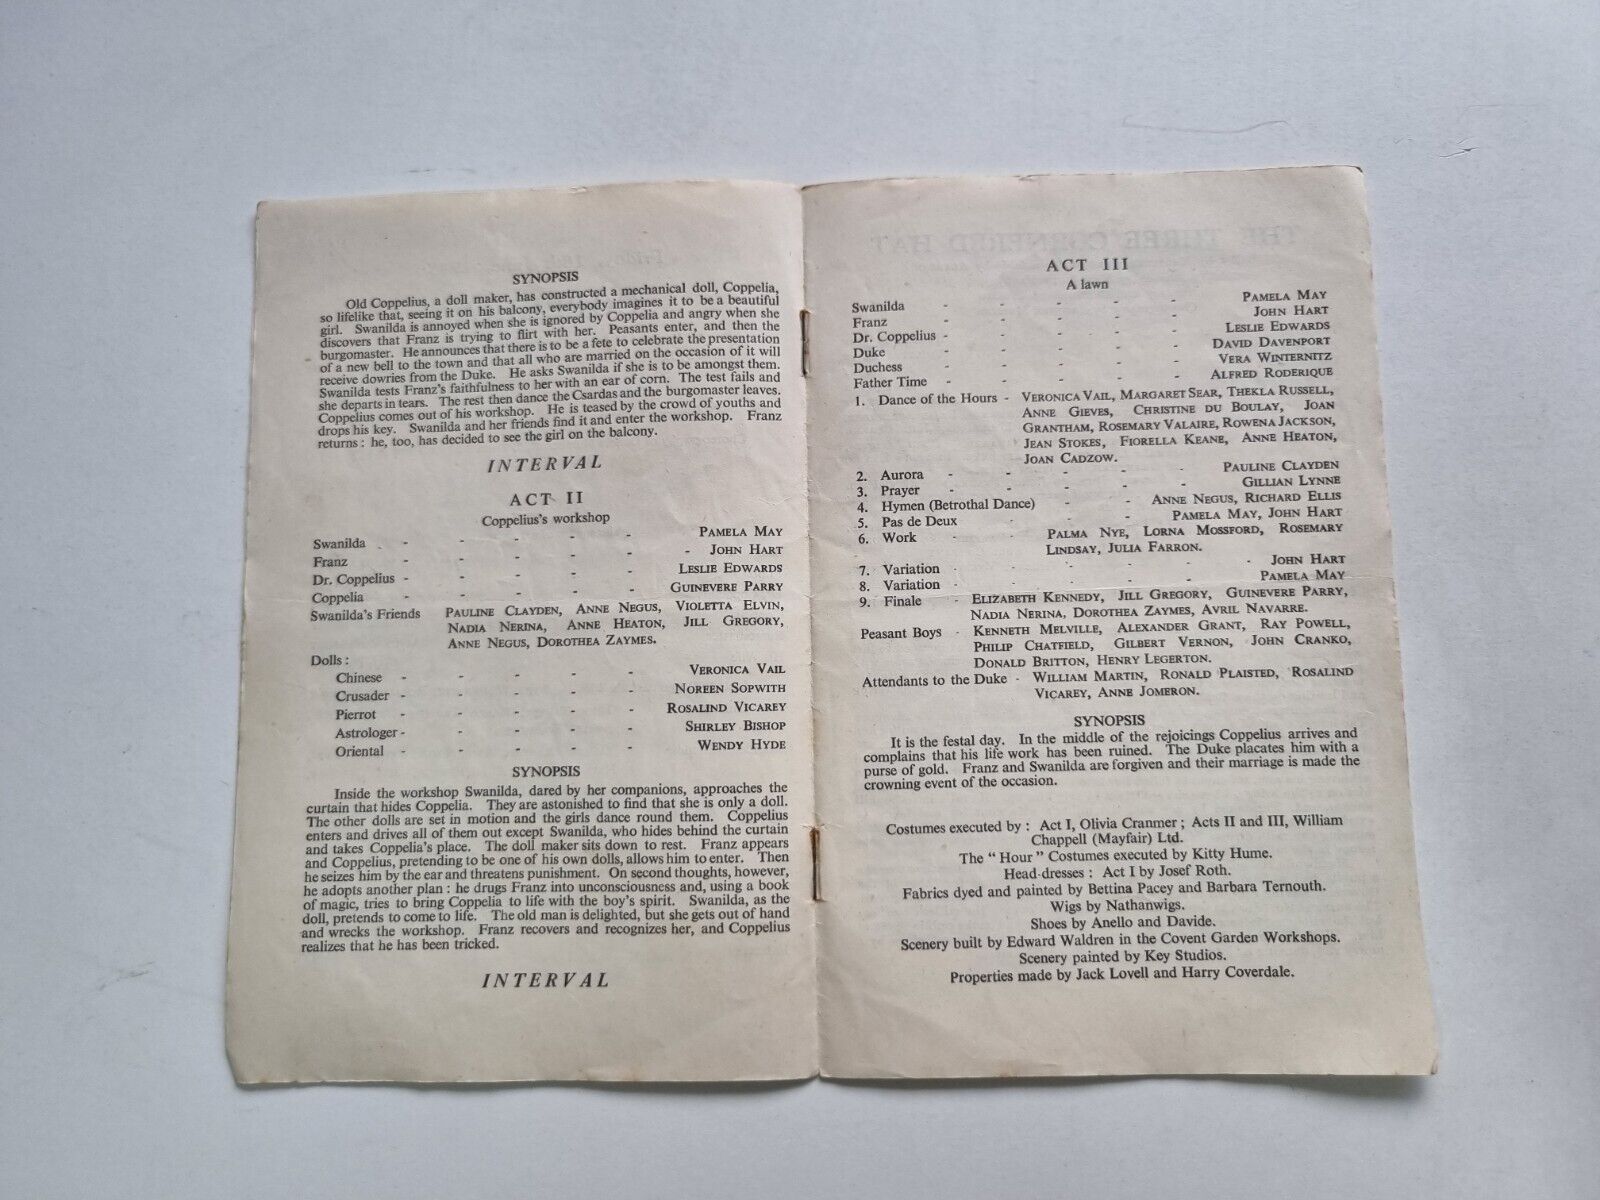 SYNOPSIS
Old Coppelius, a doll maker, has constructed a mechanical doll, Coppelia,
so lifelike that, seeing it on his balcony, everybody imagines it to be a beautiful
girl. Swanilda is annoyed when she is ignored by Coppelia and angry when she
discovers that Franz is trying to flirt with her. Peasants enter, and then the
burgomaster. He announces that there is to be a fete to celebrate the presentation
of a new bell to the town and that all who are married on the occasion of it will
receive dowries from the Duke. He asks Swanilda if she is to be amongst them.
Swanilda tests Franz's faithfulness to her with an ear of corn. The test fails and
she departs in tears. The rest then dance the Csardas and the burgomaster leaves.
Coppelius comes out of his workshop. He is teased by the crowd of youths and
drops his key. Swanilda and her friends find it and enter the workshop. Franz
returns : he, too, has decided to see the girl on the balcony.
INTERVAL
ACT II
Coppelius's workshop
Swanilda - - - - - PAMELA MAY
Franz - - - - - JOHN HART
Dr. Coppelius - - - - - LESLIE EDWARDS
Coppelia - - - - - GUINEVERE PARRY
Swanilda's Friends PAULINE CLAYDEN, ANNE NEGUS, VIOLETTA ELVIN,
NADIA NERINA, ANNE HEATON, JILL GREGORY,
ANNE NEGUS, DOROTHEA ZAYMES.
Dolls :
Chinese - - - - - VERONICA VAIL
Crusader - - - - - NOREEN SOPWITH
Pierrot - - - - - ROSALIND VICAREY
Astrologer - - - - - SHIRLEY BISHOP
Oriental - - - - - WENDY HYDE
SYNOPSIS
Inside the workshop Swanilda, dared by her companions, approaches the
curtain that hides Coppelia. They are astonished to find that she is only a doll.
The other dolls are set in motion and the girls dance round them. Coppelius
enters and drives all of them out except Swanilda, who hides behind the curtain
and takes Coppelia's place. The doll maker sits down to rest. Franz appears
and Coppelius, pretending to be one of his own dolls, allows him to enter. Then
he seizes him by the ear and threatens punishment. On second thoughts, however,
he adopts another plan : he drugs Franz into unconsciousness and, using a book
of magic, tries to bring Coppelia to life with the boy's spirit. Swanilda, as the
doll, pretends to come to life. The old man is delighted, but she gets out of hand
and wrecks the workshop. Franz recovers and recognizes her, and Coppelius
realizes that he has been tricked.
INTERVAL
THE THREE CORNERED HAT
ACT III
A lawn
Swanilda - - - - - PAMELA MAY
Franz - - - - - JOHN HART
Dr. Coppelius - - - - - LESLIE EDWARDS
Duke - - - - - DAVID DAVENPORT
Duchess - - - - - VERA WINTERNITZ
Father Time - - - - - ALFRED RODERIQUE
1. Dance of the Hours - VERONICA VAIL, MARGARET SEAR, THEKLA RUSSELL,
ANNE GIEVES, CHRISTINE DU BOULAY, JOAN
GRANTHAM, ROSEMARY VALAIRE, ROWENA JACKSON,
JEAN STOKES, FIORELLA KEANE, ANNE HEATON,
JOAN CADZOW.
2. Aurora - - - - - PAULINE CLAYDEN
3. Prayer - - - - - GILLIAN LYNNE
4. Hymen (Betrothal Dance) - - ANNE NEGUS, RICHARD ELLIS
5. Pas de Deux - - - PAMELA MAY, JOHN HART
6. Work - - PALMA NYE, LORNA MOSSFORD, ROSEMARY
LINDSAY, JULIA FARRON.
7. Variation - - - - - - JOHN HART
8. Variation - - - - - PAMELA MAY
9. Finale - ELIZABETH KENNEDY, JILL GREGORY, GUINEVERE PARRY,
NADIA NERINA, DOROTHEA ZAYMES, AVRIL NAVARRE.
Peasant Boys - KENNETH MELVILLE, ALEXANDER GRANT, RAY POWELL,
PHILIP CHATFIELD, GILBERT VERNON, JOHN CRANKO,
DONALD BRITTON, HENRY LEGERTON.
Attendants to the Duke - WILLIAM MARTIN, RONALD PLAISTED, ROSALIND
VICAREY, ANNE JOMERON.
SYNOPSIS
It is the festal day. In the middle of the rejoicings Coppelius arrives and
complains that his life work has been ruined. The Duke placates him with a
purse of gold. Franz and Swanilda are forgiven and their marriage is made the
crowning event of the occasion.
Costumes executed by : Act I, Olivia Cranmer ; Acts II and III, William
Chappell (Mayfair) Ltd.
The " Hour " Costumes executed by Kitty Hume.
Head-dresses : Act I by Josef Roth.
Fabrics dyed and painted by Bettina Pacey and Barbara Ternouth.
Wigs by Nathanwigs.
Shoes by Anello and Davide.
Scenery built by Edward Waldren in the Covent Garden Workshops.
Scenery painted by Key Studios.
Properties made by Jack Lovell and Harry Coverdale.